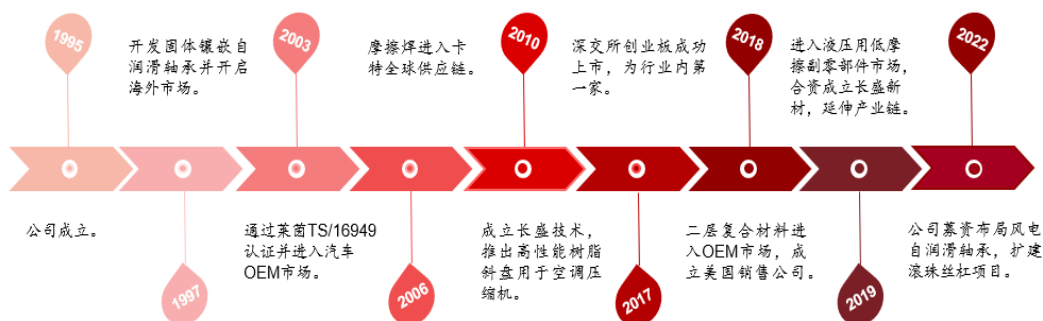 1995
公司成立。
开发固体镶嵌自
润滑轴承并开启
海外市场。
1997
2003
通过莱茵TS/16949
认证并进入汽车
OEM市场。
摩擦焊进入卡
特全球供应链。
2006
2010
成立长盛技术，
推出高性能树脂
斜盘用于空调压
缩机。
深交所创业板成功
上市，为行业内第
一家。
2017
2018
二层复合材料进
入OEM市场，成
立美国销售公司。
进入液压用低摩
擦副零部件市场，
合资成立长盛新
材，延伸产业链。
2019
2022
公司募资布局风电
自润滑轴承，扩建
滚珠丝杠项目。